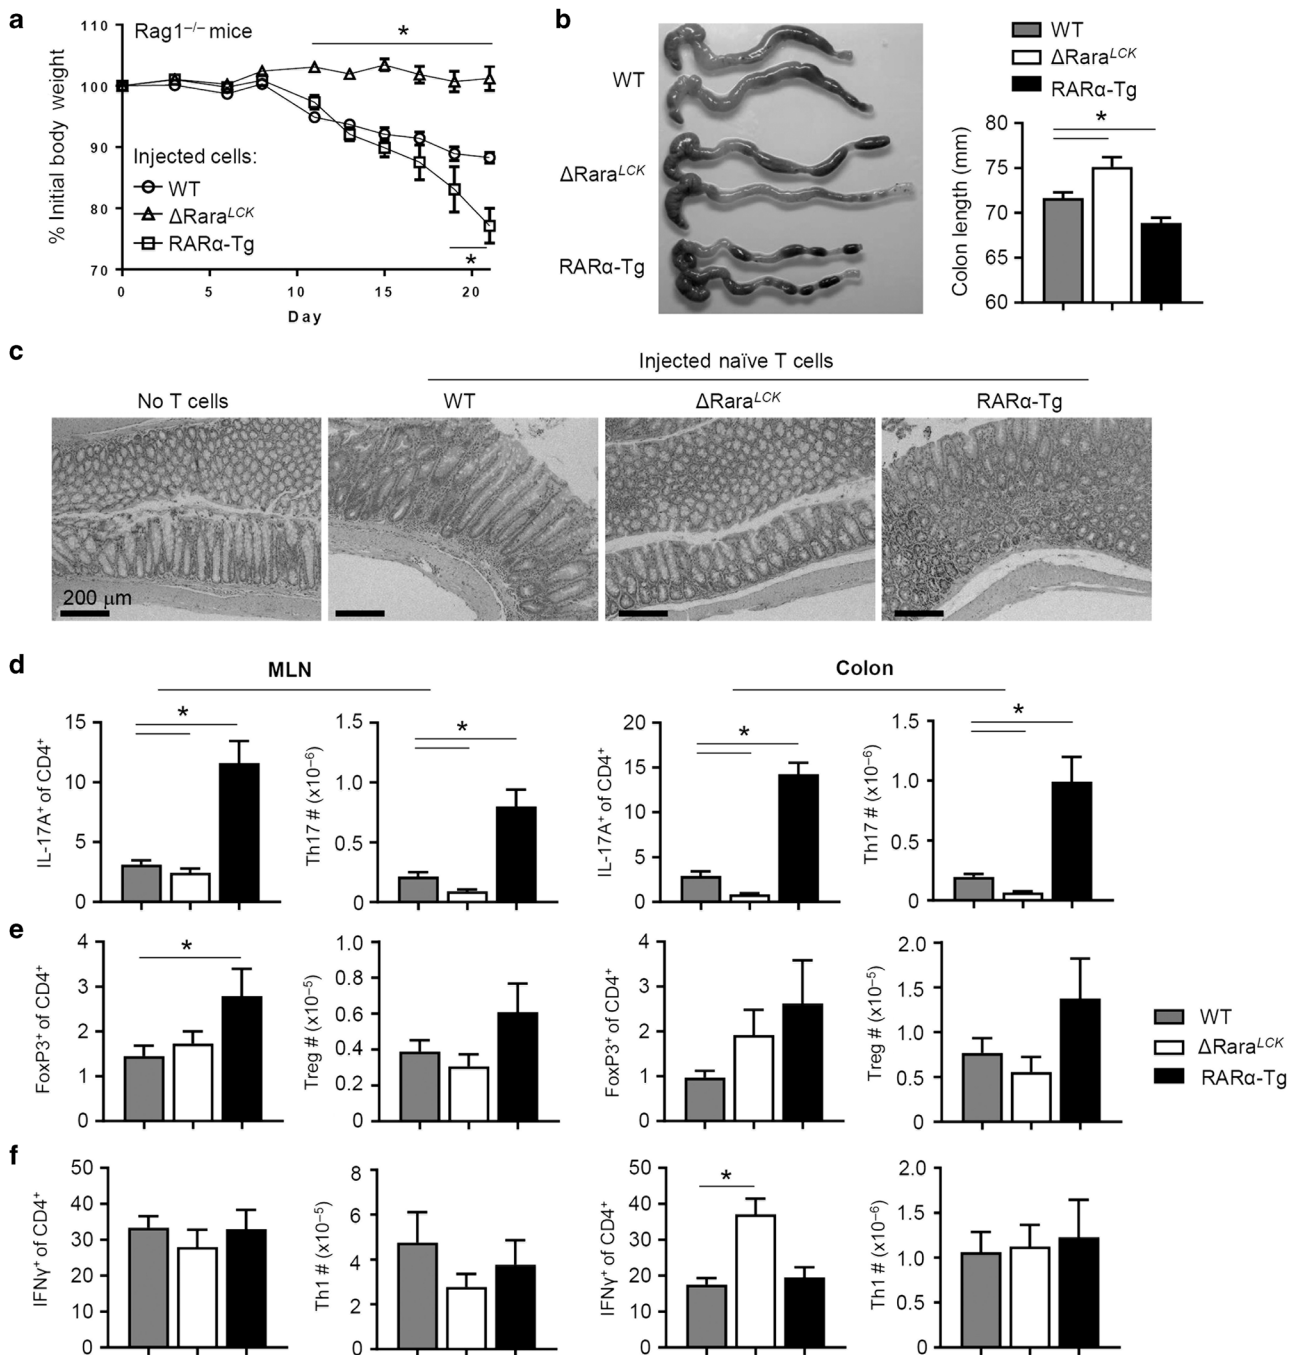 a
Rag1–/– mice
*
% Initial body weight
110
100
90
80
70
Injected cells:
WT
ΔRaraLCK
RARα-Tg
*
0 5 10 15 20
Day
b
WT
ΔRaraLCK
RARα-Tg
WT
ΔRaraLCK
RARα-Tg
*
Colon length (mm)
80
75
70
65
60
c
Injected naïve T cells
No T cells WT ΔRaraLCK RARα-Tg
200 μm
d
MLN Colon
IL-17A+ of CD4+
15
10
5
0
*
Th17 # (x10–6)
1.5
1.0
0.5
0
*
IL-17A+ of CD4+
20
15
10
5
0
*
Th17 # (x10–6)
1.5
1.0
0.5
0
*
e
FoxP3+ of CD4+
4
3
2
1
0
*
Treg # (x10–5)
1.0
0.8
0.6
0.4
0.2
0
FoxP3+ of CD4+
4
3
2
1
0
Treg # (x10–5)
2.0
1.5
1.0
0.5
0
WT
ΔRaraLCK
RARα-Tg
f
IFNγ+ of CD4+
50
40
30
20
10
0
Th1 # (x10–5)
8
6
4
2
0
IFNγ+ of CD4+
50
40
30
20
10
0
*
Th1 # (x10–6)
2.0
1.5
1.0
0.5
0